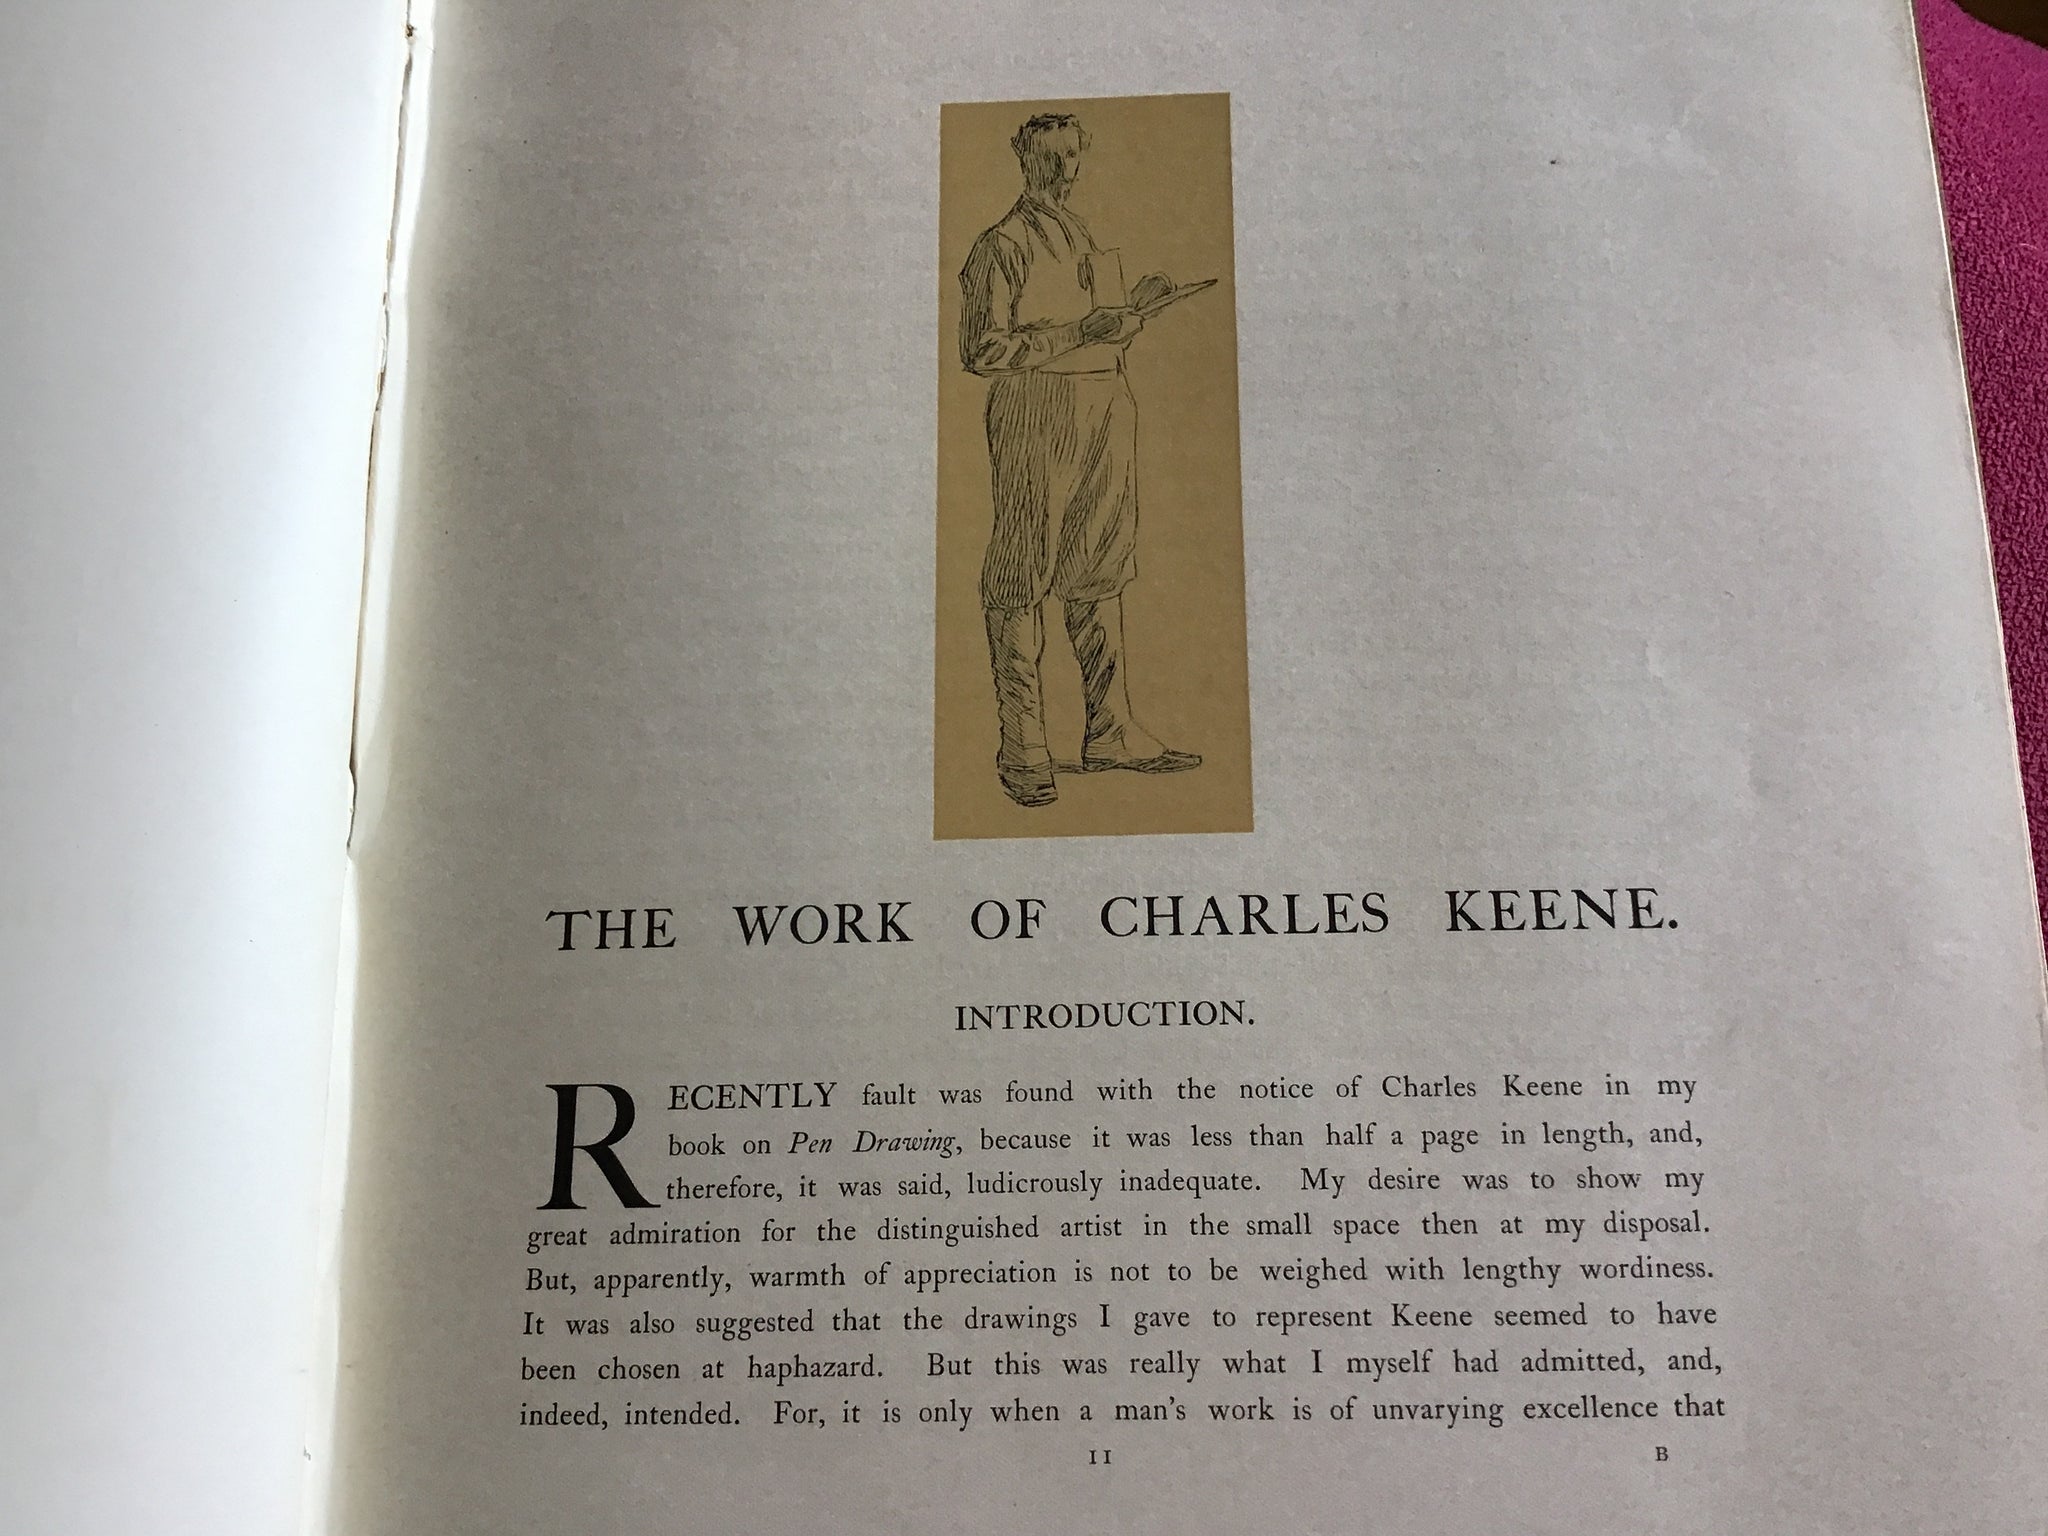 THE WORK OF CHARLES KEENE.
INTRODUCTION.
RECENTLY fault was found with the notice of Charles Keene in my
book on Pen Drawing, because it was less than half a page in length, and,
therefore, it was said, ludicrously inadequate. My desire was to show my
great admiration for the distinguished artist in the small space then at my disposal.
But, apparently, warmth of appreciation is not to be weighed with lengthy wordiness.
It was also suggested that the drawings I gave to represent Keene seemed to have
been chosen at haphazard. But this was really what I myself had admitted, and,
indeed, intended. For, it is only when a man's work is of unvarying excellence that
11 B